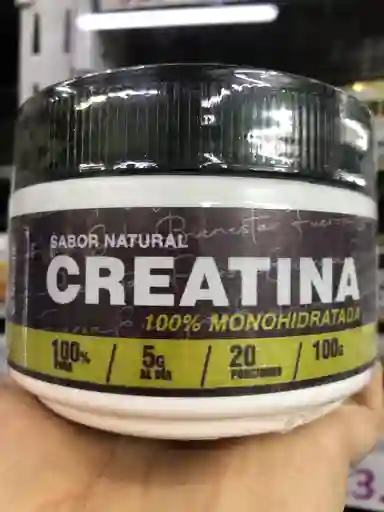 SABOR NATURAL
CREATINA
100% MONOHIDRATADA
100% PURA / 5G AL DÍA / 20 PORCIONES / 100G